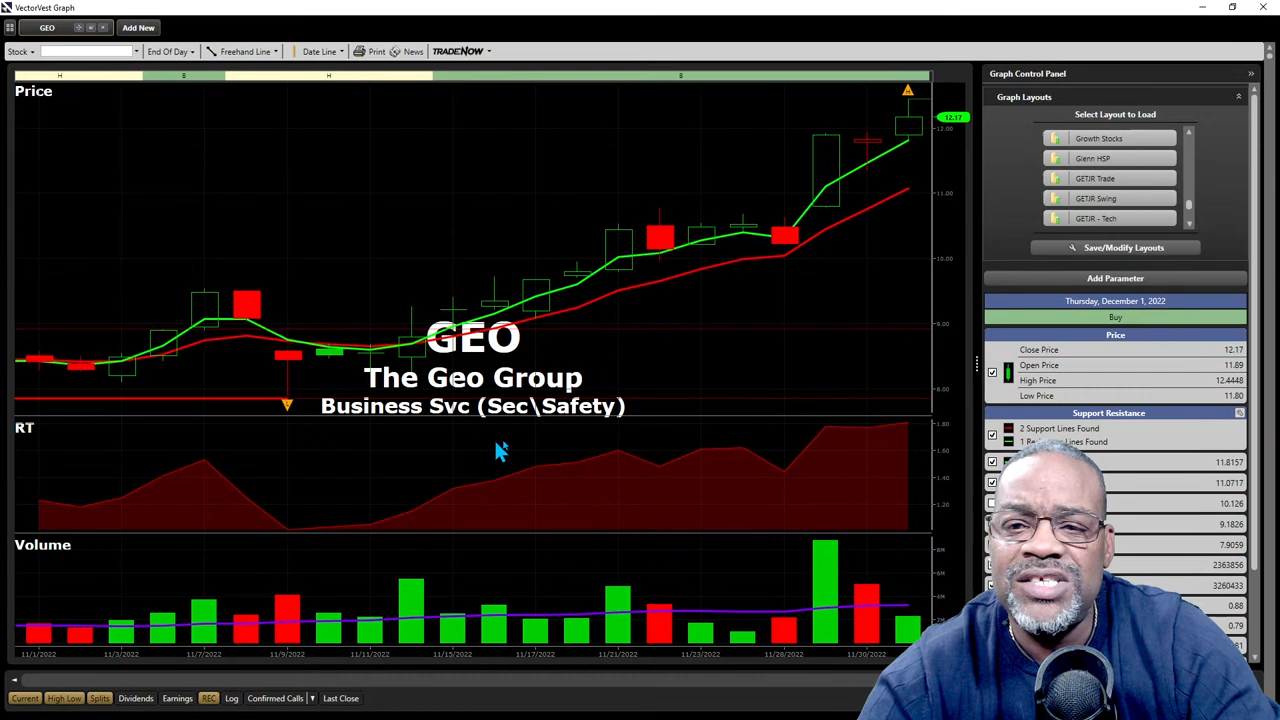 VectorVest Graph
GEO
Add New
Stock
End Of Day
Freehand Line
Date Line
Print
News
TRADENOW
H
B
H
B
Price
12.17
12.00
11.00
10.00
9.00
8.00
GEO
The Geo Group
Business Svc (Sec\Safety)
RT
1.80
1.60
1.40
1.20
Volume
8M
6M
4M
2M
11/1/2022
11/3/2022
11/7/2022
11/9/2022
11/11/2022
11/15/2022
11/17/2022
11/21/2022
11/23/2022
11/28/2022
11/30/2022
Current
High Low
Splits
Dividends
Earnings
REC
Log
Confirmed Calls
Last Close
Graph Control Panel
Graph Layouts
Select Layout to Load
Growth Stocks
Glenn HSP
GETJR Trade
GETJR Swing
GETJR - Tech
Save/Modify Layouts
Add Parameter
Thursday, December 1, 2022
Buy
Price
Close Price 12.17
Open Price 11.89
High Price 12.4448
Low Price 11.80
Support Resistance
2 Support Lines Found
Lines Found
11.8157
11.0717
10.126
9.1826
7.9059
2363856
3260433
0.88
0.79